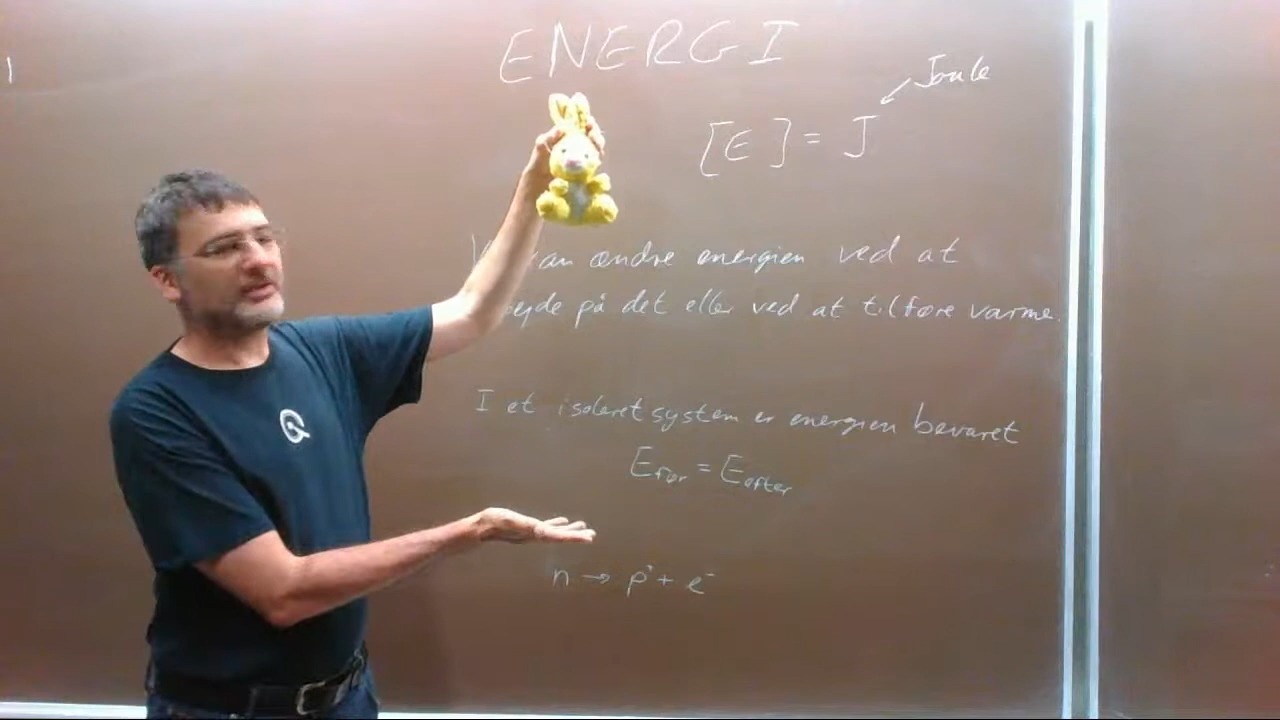 ENERGI
Joule
[E] = J
ændre energien ved at
på det eller ved at tilføre varme.
I et isoleret system er energien bevaret
Efør = Eefter
n → p⁺ + e⁻